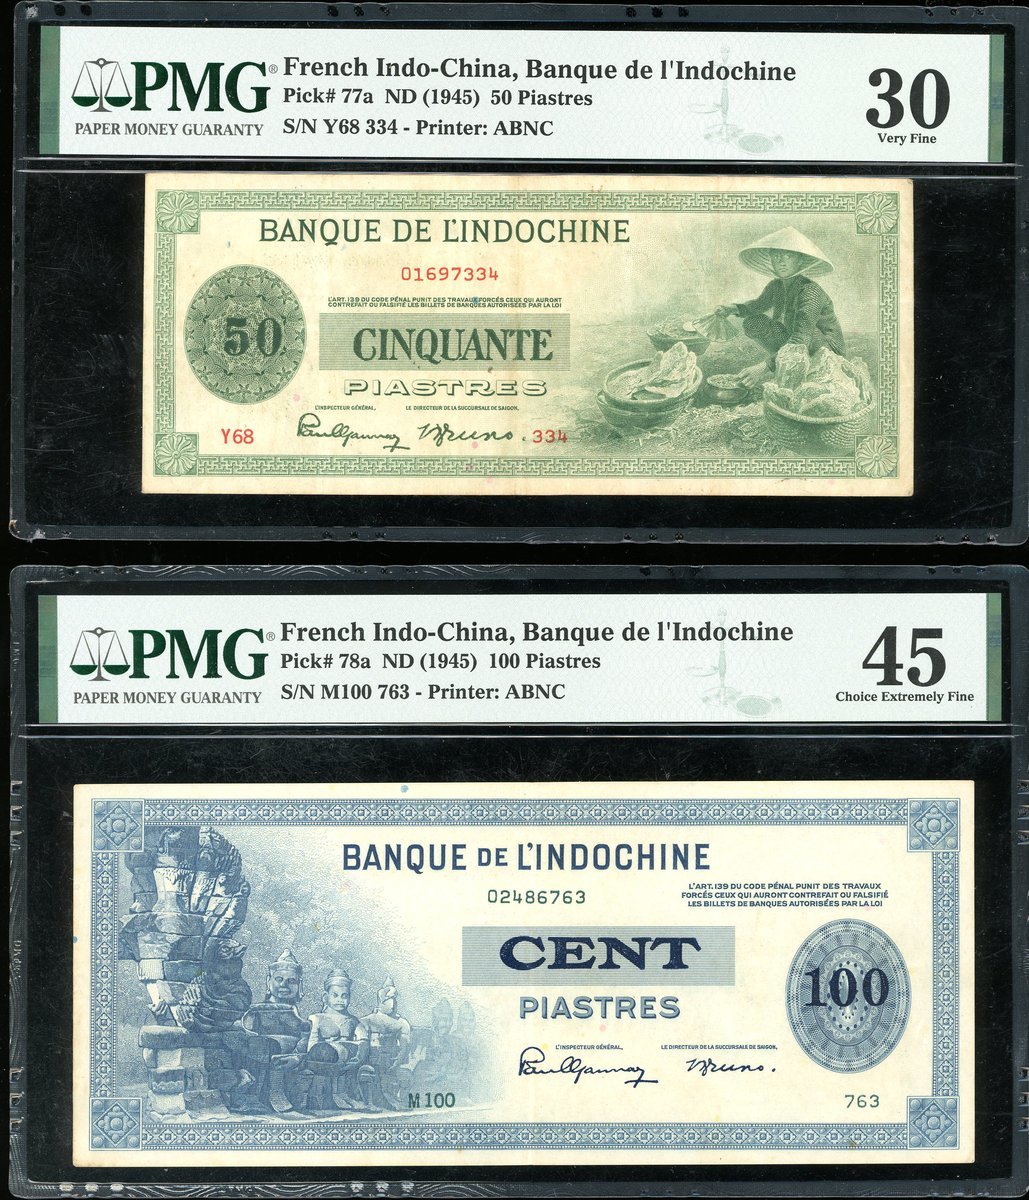 PMG®
PAPER MONEY GUARANTY
French Indo-China, Banque de l'Indochine
Pick# 77a ND (1945) 50 Piastres
S/N Y68 334 - Printer: ABNC
30
Very Fine
BANQUE DE L'INDOCHINE
01697334
L'ART. 139 DU CODE PÉNAL PUNIT DES TRAVAUX FORCÉS CEUX QUI AURONT
CONTREFAIT OU FALSIFIÉ LES BILLETS DE BANQUES AUTORISÉES PAR LA LOI
50
CINQUANTE
PIASTRES
L'INSPECTEUR GÉNÉRAL, LE DIRECTEUR DE LA SUCCURSALE DE SAIGON,
Y68
334
PMG®
PAPER MONEY GUARANTY
French Indo-China, Banque de l'Indochine
Pick# 78a ND (1945) 100 Piastres
S/N M100 763 - Printer: ABNC
45
Choice Extremely Fine
BANQUE DE L'INDOCHINE
02486763
L'ART. 139 DU CODE PÉNAL PUNIT DES TRAVAUX
FORCÉS CEUX QUI AURONT CONTREFAIT OU FALSIFIÉ
LES BILLETS DE BANQUES AUTORISÉES PAR LA LOI
CENT
100
PIASTRES
L'INSPECTEUR GÉNÉRAL, LE DIRECTEUR DE LA SUCCURSALE DE SAIGON,
M100
763